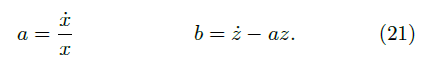 a = ẋ/x b = ż − az. (21)